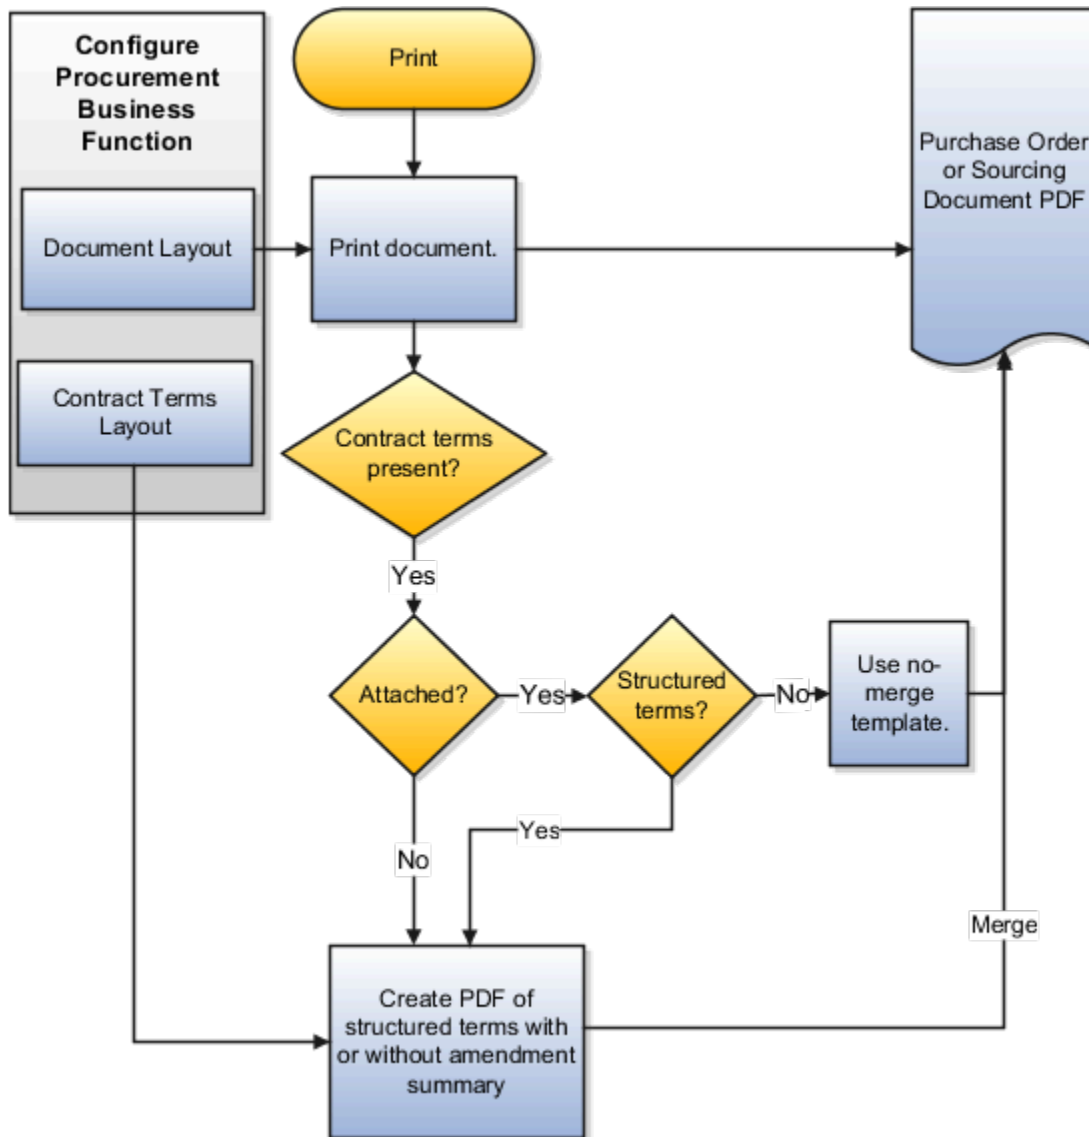 Configure
Procurement
Business
Function
Print
Purchase Order
or Sourcing
Document PDF
Document Layout
Print document.
Contract Terms
Layout
Contract terms
present?
Yes
Attached?
Yes
Structured
terms?
No
Use no-
merge
template.
Yes
No
Merge
Create PDF of
structured terms with
or without amendment
summary